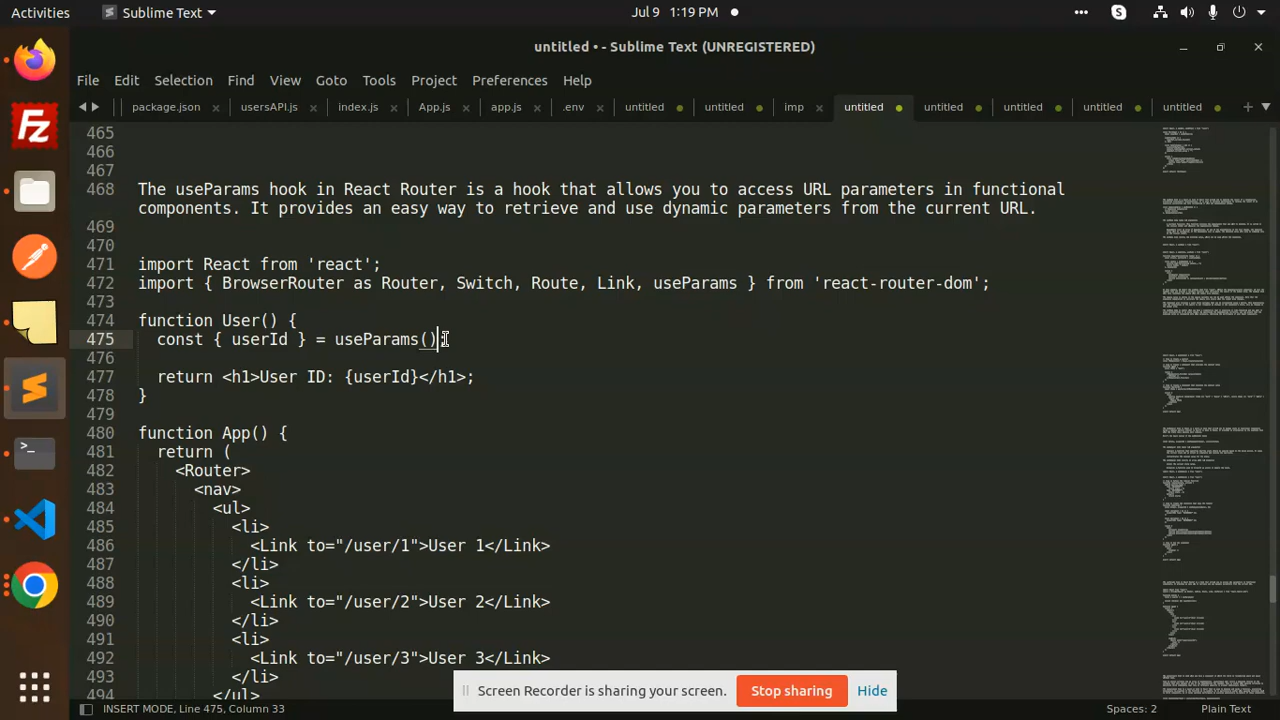 Activities
Sublime Text
Jul 9 1:19 PM
untitled • - Sublime Text (UNREGISTERED)
File Edit Selection Find View Goto Tools Project Preferences Help
package.json × usersAPI.js × index.js × App.js × app.js × .env × untitled untitled imp × untitled untitled untitled untitled untitled
465
466
467
468 The useParams hook in React Router is a hook that allows you to access URL parameters in functional
components. It provides an easy way to retrieve and use dynamic parameters from the current URL.
469
470
471 import React from 'react';
472 import { BrowserRouter as Router, Switch, Route, Link, useParams } from 'react-router-dom';
473
474 function User() {
475 const { userId } = useParams();
476
477 return <h1>User ID: {userId}</h1>;
478 }
479
480 function App() {
481 return (
482 <Router>
483 <nav>
484 <ul>
485 <li>
486 <Link to="/user/1">User 1</Link>
487 </li>
488 <li>
489 <Link to="/user/2">User 2</Link>
490 </li>
491 <li>
492 <Link to="/user/3">User 3</Link>
493 </li>
494 </ul>
Screen Recorder is sharing your screen. Stop sharing Hide
INSERT MODE, Line 475, Column 33 Spaces: 2 Plain Text